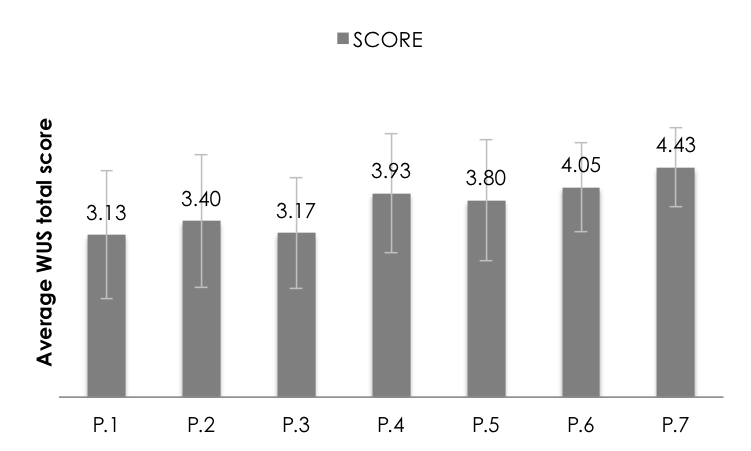 SCORE
Average WUS total score
3.13
3.40
3.17
3.93
3.80
4.05
4.43
P.1
P.2
P.3
P.4
P.5
P.6
P.7